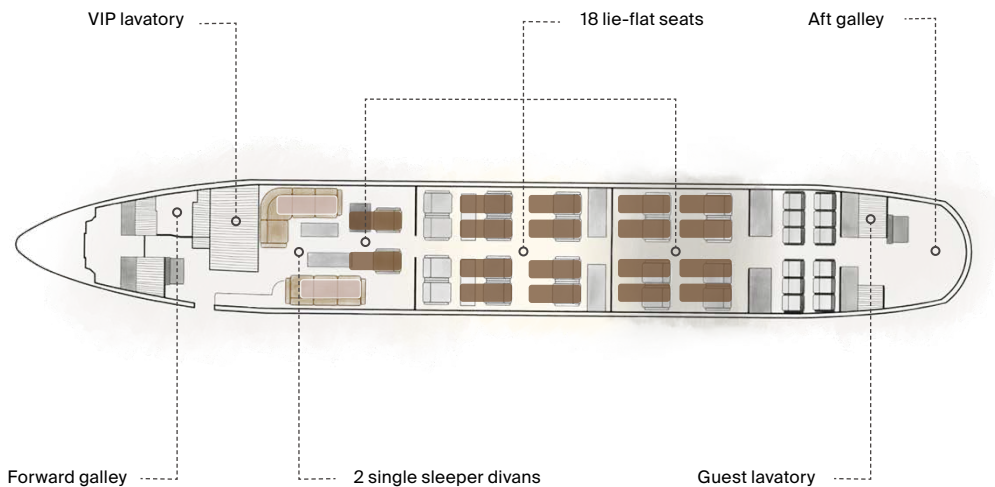 VIP lavatory
18 lie-flat seats
Aft galley
Forward galley
2 single sleeper divans
Guest lavatory